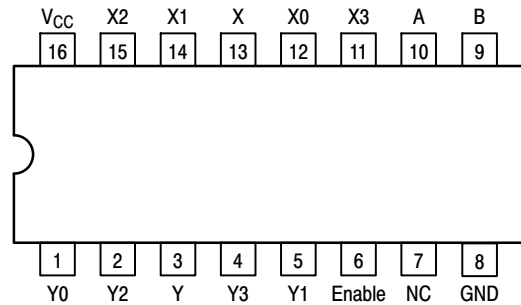 V_CC X2 X1 X X0 X3 A B
16 15 14 13 12 11 10 9
1 2 3 4 5 6 7 8
Y0 Y2 Y Y3 Y1 Enable NC GND